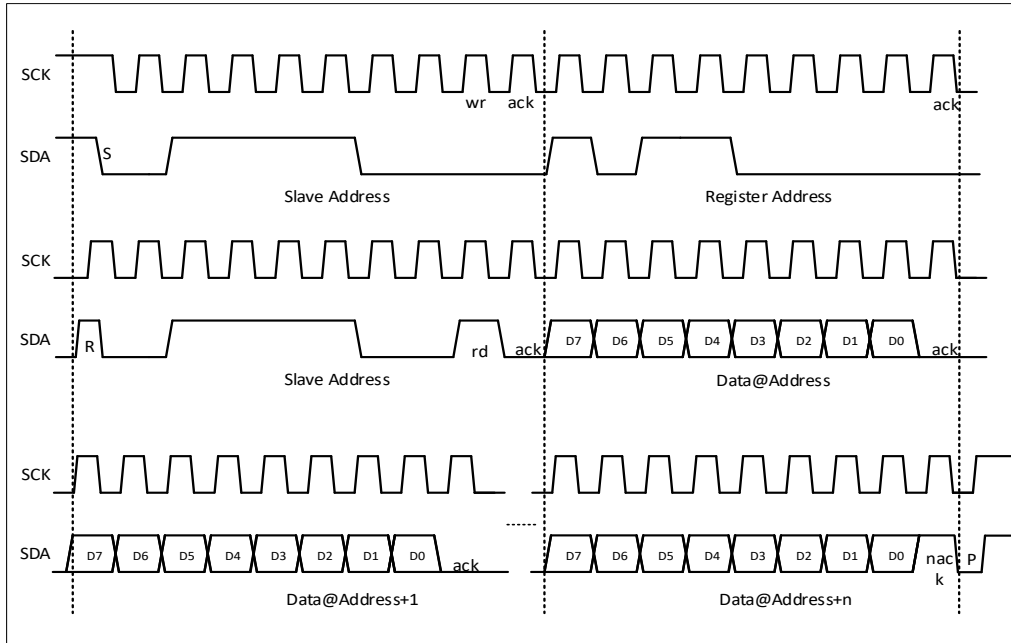 SCK
wr ack ack
SDA S
Slave Address Register Address
SCK
SDA R rd ack D7 D6 D5 D4 D3 D2 D1 D0 ack
Slave Address Data@Address
SCK
SDA D7 D6 D5 D4 D3 D2 D1 D0 ack ........ D7 D6 D5 D4 D3 D2 D1 D0 nac P
k
Data@Address+1 Data@Address+n